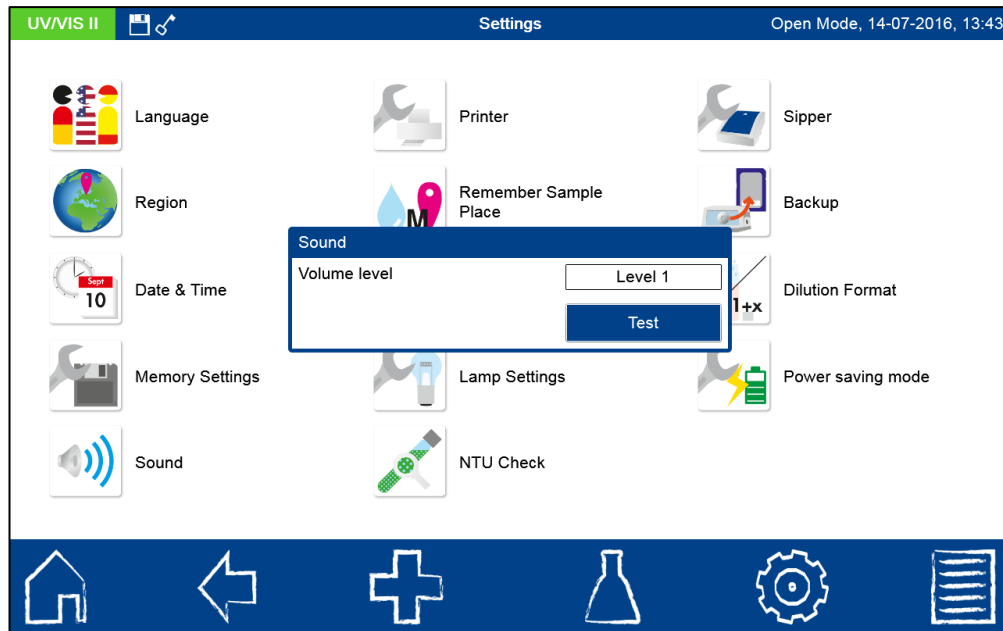 UV/VIS II
Settings
Open Mode, 14-07-2016, 13:43
Language
Printer
Sipper
Region
Remember Sample
Place
M
Backup
Sound
Volume level
Level 1
Test
Sept
10
Date & Time
1+x
Dilution Format
Memory Settings
Lamp Settings
Power saving mode
Sound
NTU Check